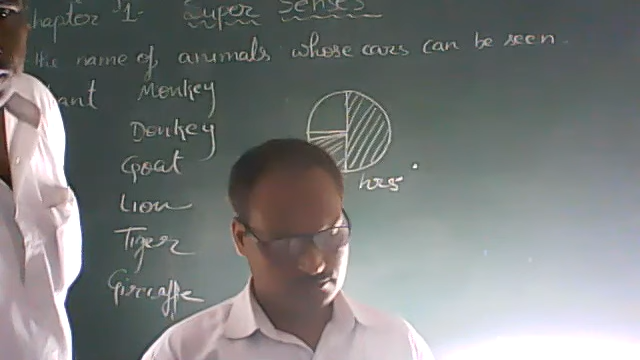 Chapter 1- Super Senses
the name of animals whose ears can be seen.
Monkey
Donkey
Goat
Lion
Tiger
Giraffe
hrs